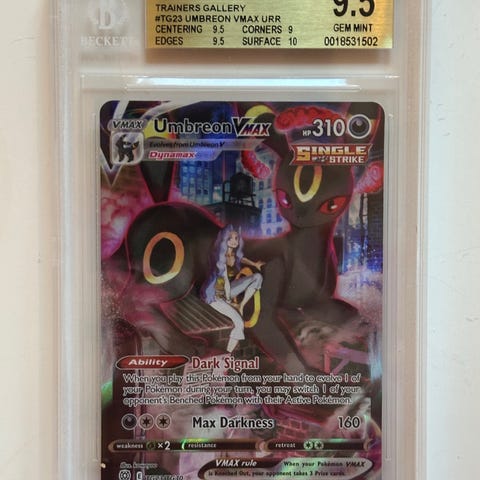 TRAINERS GALLERY
#TG23 UMBREON VMAX URR
CENTERING 9.5 CORNERS 9
EDGES 9.5 SURFACE 10
9.5
GEM MINT
0018531502
BECKETT
VMAX
Umbreon VMAX
HP 310
Evolves from Umbreon V
Dynamax
SINGLE STRIKE
Ability Dark Signal
When you play this Pokémon from your hand to evolve 1 of
your Pokémon during your turn, you may switch 1 of your
opponent's Benched Pokémon with their Active Pokémon.
Max Darkness 160
weakness ×2 resistance retreat
VMAX rule
When your Pokémon VMAX
is Knocked Out, your opponent takes 3 Prize cards.